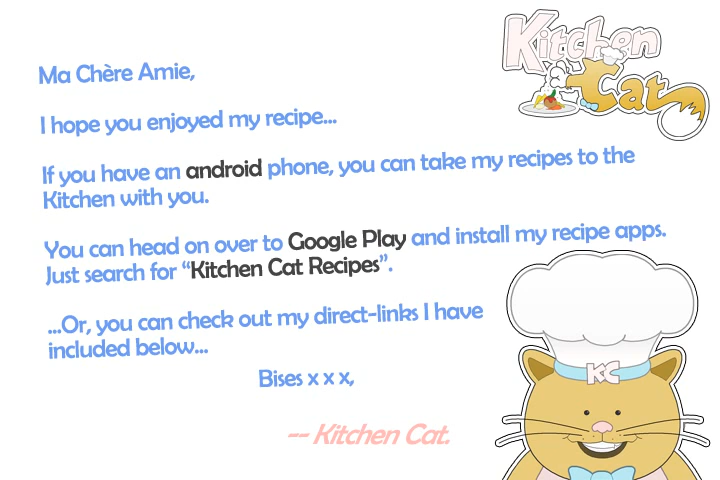 Kitchen
Cat
Ma Chère Amie,
I hope you enjoyed my recipe...
If you have an android phone, you can take my recipes to the
Kitchen with you.
You can head on over to Google Play and install my recipe apps.
Just search for “Kitchen Cat Recipes”.
...Or, you can check out my direct-links I have
included below...
Bises x x x,
-- Kitchen Cat.
KC